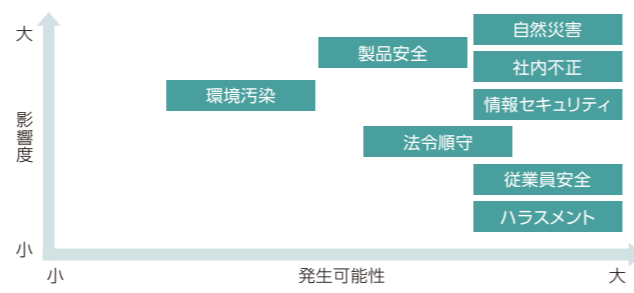 大
自然災害
製品安全
社内不正
環境汚染
情報セキュリティ
影響度
法令順守
従業員安全
ハラスメント
小
小
発生可能性
大